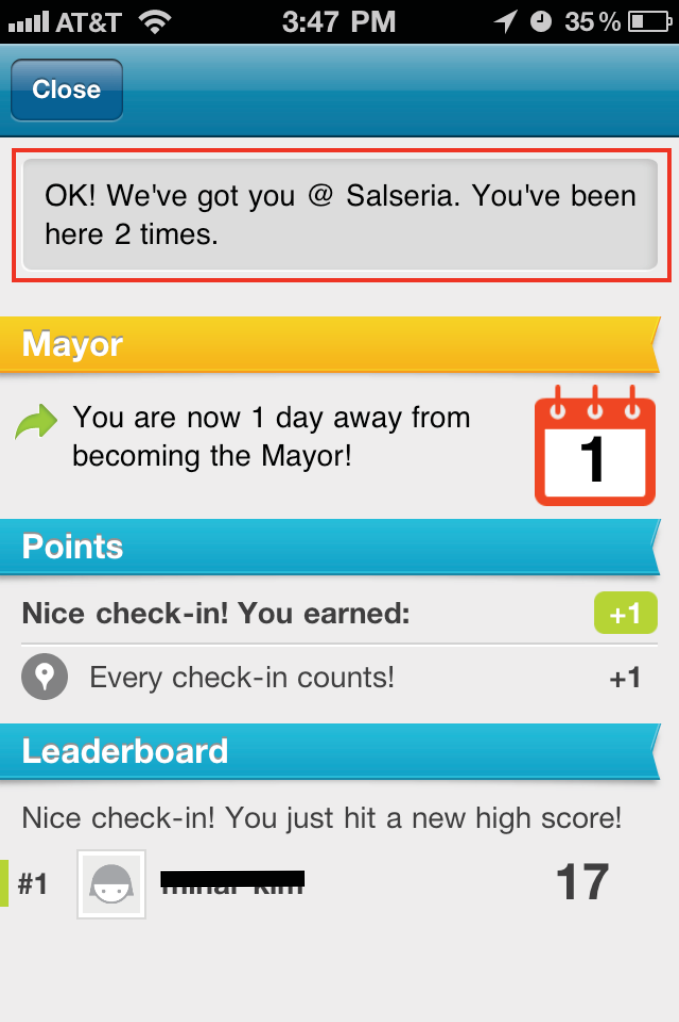 AT&T 3:47 PM 35%
Close
OK! We've got you @ Salseria. You've been
here 2 times.
Mayor
You are now 1 day away from
becoming the Mayor!
1
Points
Nice check-in! You earned: +1
Every check-in counts! +1
Leaderboard
Nice check-in! You just hit a new high score!
#1 17